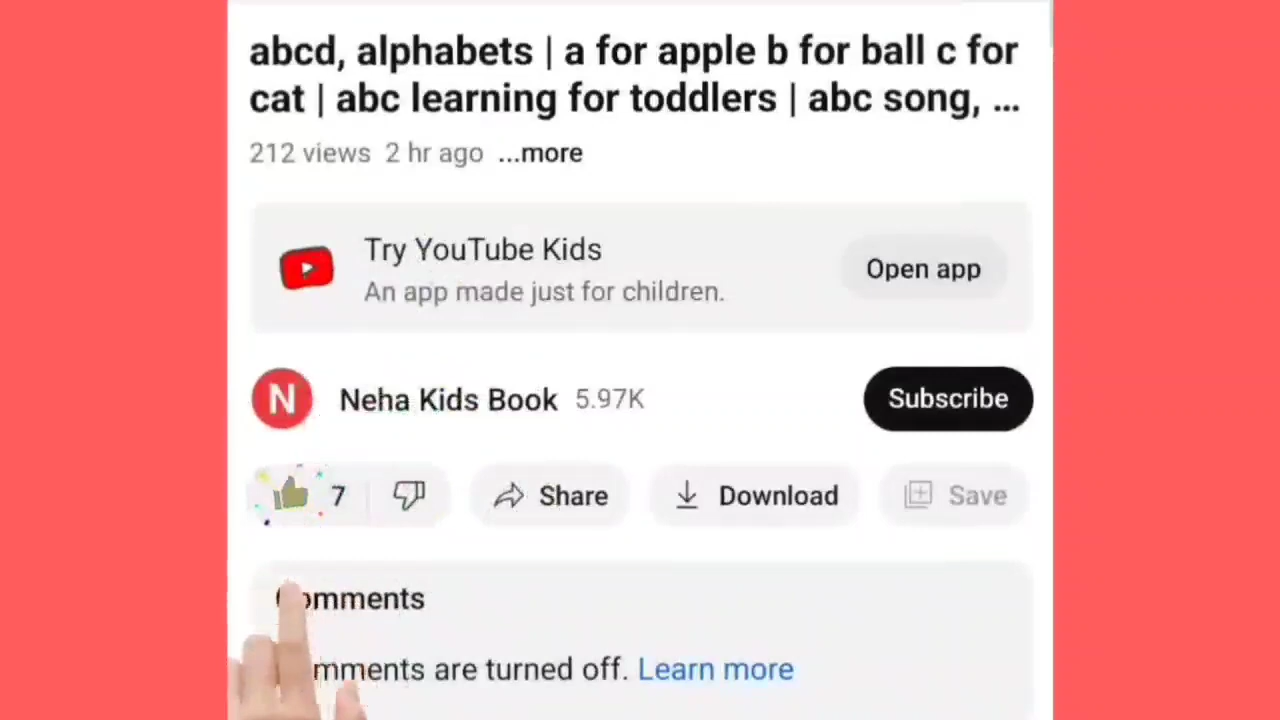 abcd, alphabets | a for apple b for ball c for
cat | abc learning for toddlers | abc song, ...
212 views 2 hr ago ...more
Try YouTube Kids
An app made just for children.
Open app
N
Neha Kids Book 5.97K
Subscribe
7
Share
Download
Save
Comments
Comments are turned off. Learn more